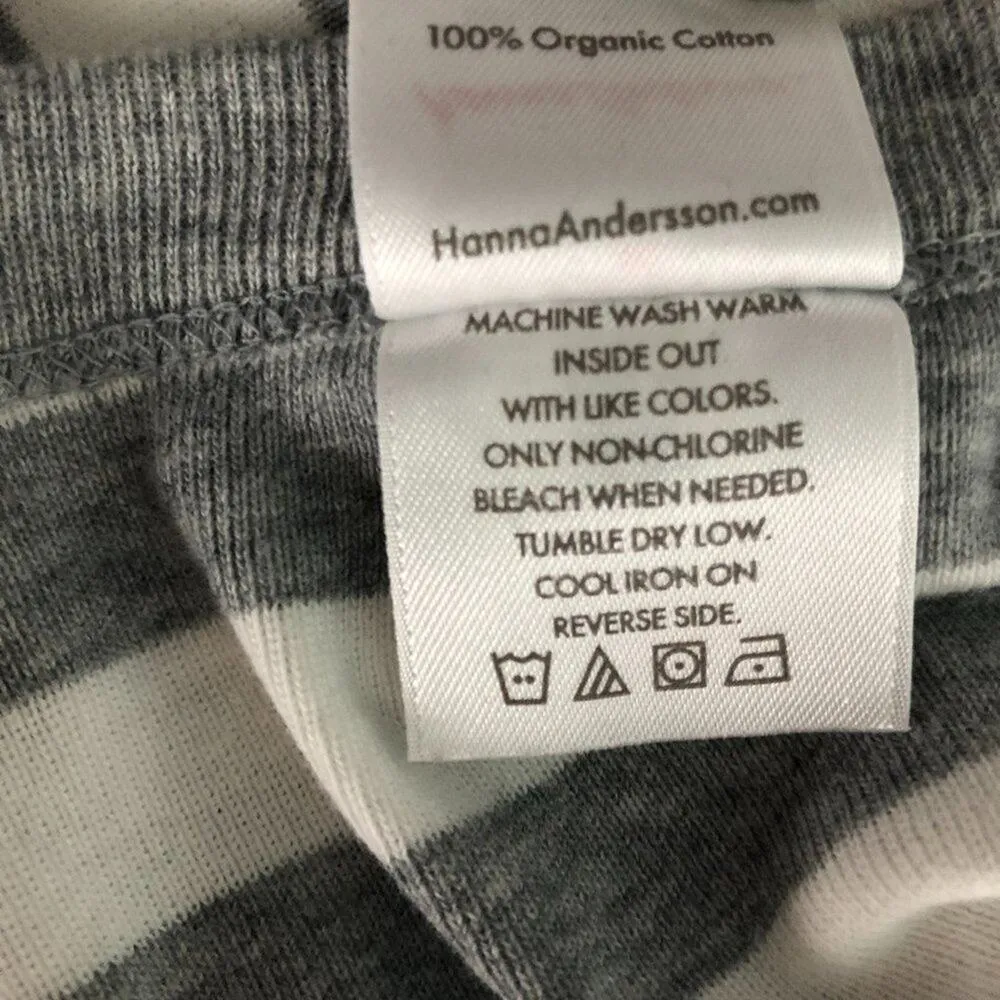 100% Organic Cotton
HannaAndersson.com
MACHINE WASH WARM
INSIDE OUT
WITH LIKE COLORS.
ONLY NON-CHLORINE
BLEACH WHEN NEEDED.
TUMBLE DRY LOW.
COOL IRON ON
REVERSE SIDE.